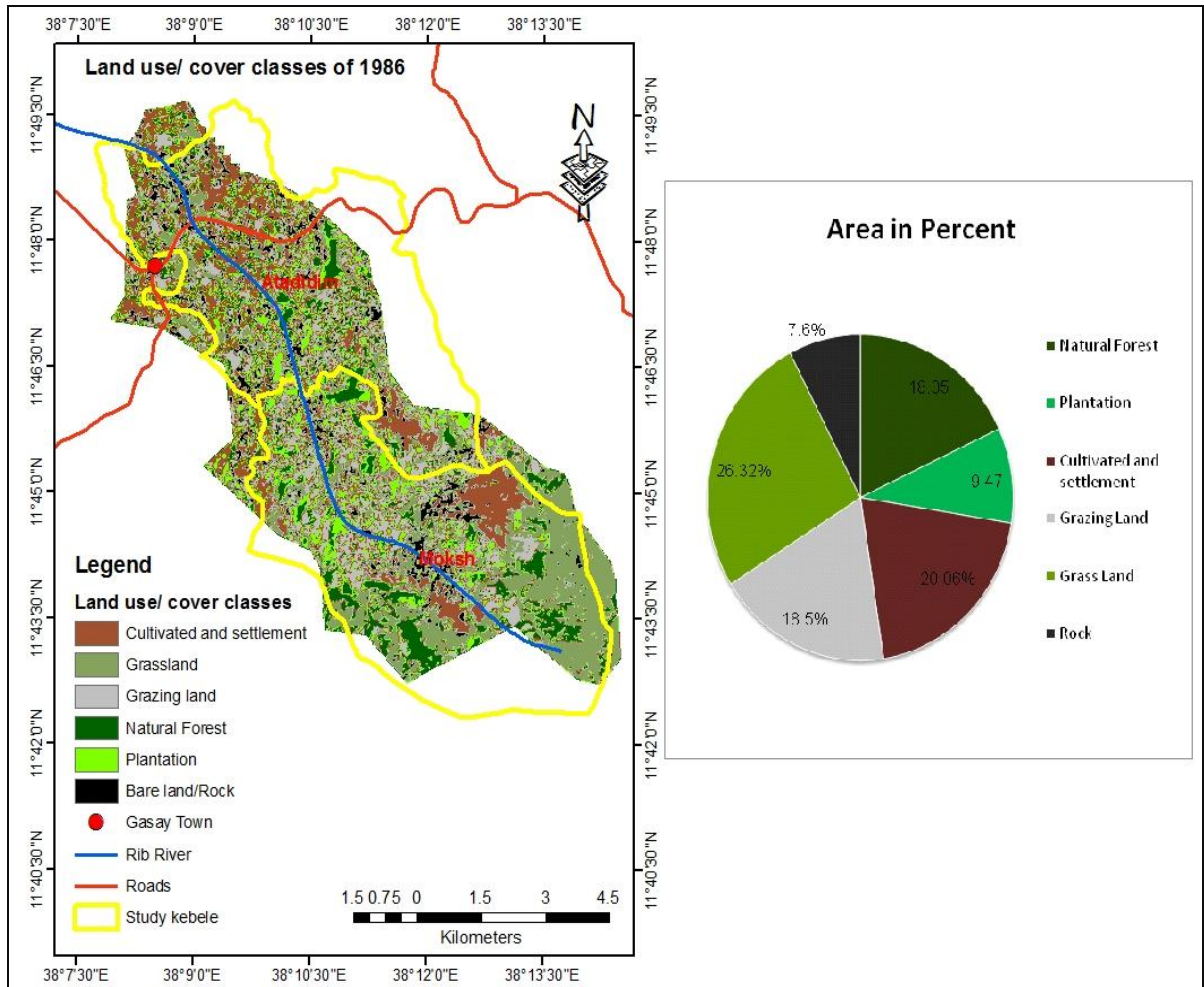 38°7'30"E 38°9'0"E 38°10'30"E 38°12'0"E 38°13'30"E
Land use/ cover classes of 1986
N
11°49'30"N 11°49'30"N
11°48'0"N 11°48'0"N
11°46'30"N 11°46'30"N
11°45'0"N 11°45'0"N
11°43'30"N 11°43'30"N
11°42'0"N 11°42'0"N
11°40'30"N 11°40'30"N
Moksh
Legend
Land use/ cover classes
Cultivated and settlement
Grassland
Grazing land
Natural Forest
Plantation
Bare land/Rock
Gasay Town
Rib River
Roads
Study kebele
1.5 0.75 0 1.5 3 4.5
Kilometers
38°7'30"E 38°9'0"E 38°10'30"E 38°12'0"E 38°13'30"E
Area in Percent
7.6%
18.05
9.47
20.06%
18.5%
26.32%
Natural Forest
Plantation
Cultivated and
settlement
Grazing Land
Grass Land
Rock